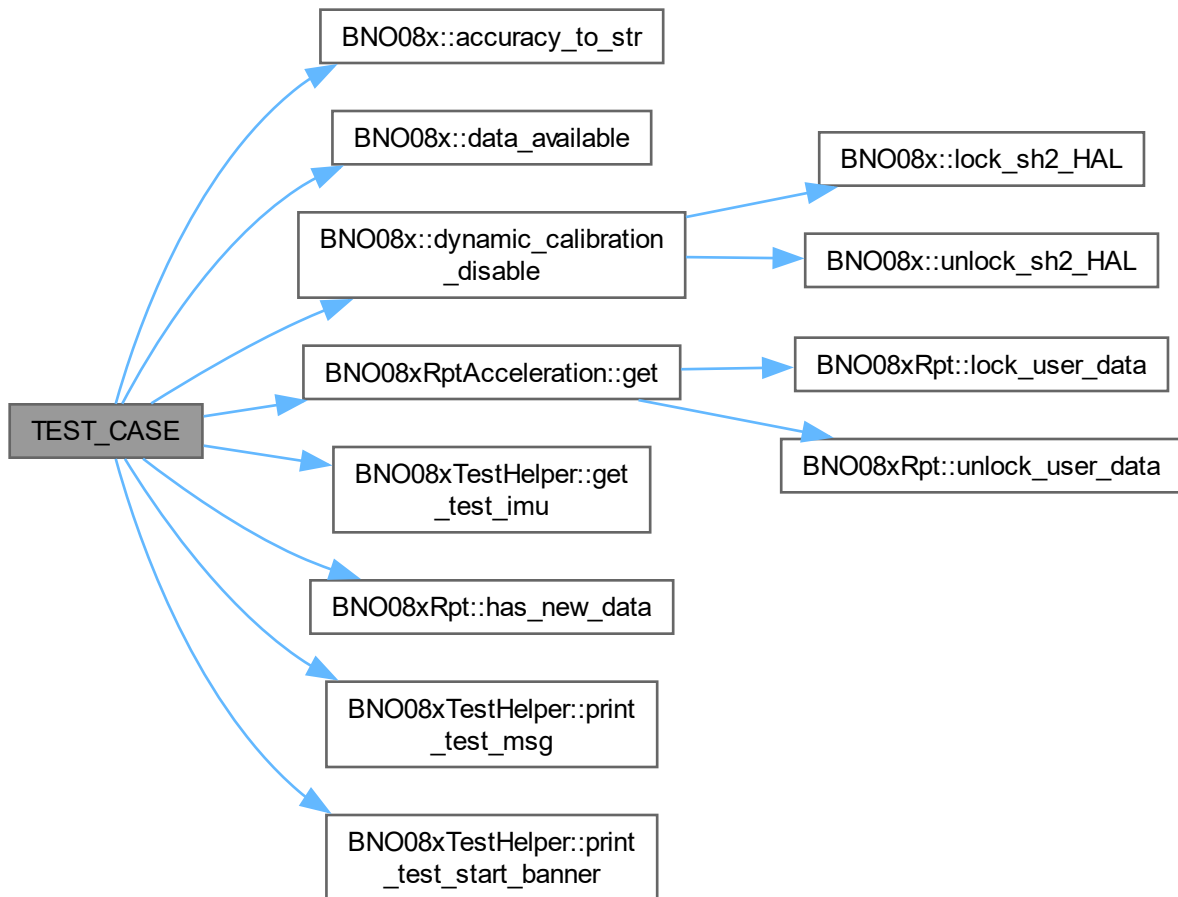 TEST_CASE
BNO08x::accuracy_to_str
BNO08x::data_available
BNO08x::dynamic_calibration
_disable
BNO08x::lock_sh2_HAL
BNO08x::unlock_sh2_HAL
BNO08xRptAcceleration::get
BNO08xRpt::lock_user_data
BNO08xRpt::unlock_user_data
BNO08xTestHelper::get
_test_imu
BNO08xRpt::has_new_data
BNO08xTestHelper::print
_test_msg
BNO08xTestHelper::print
_test_start_banner